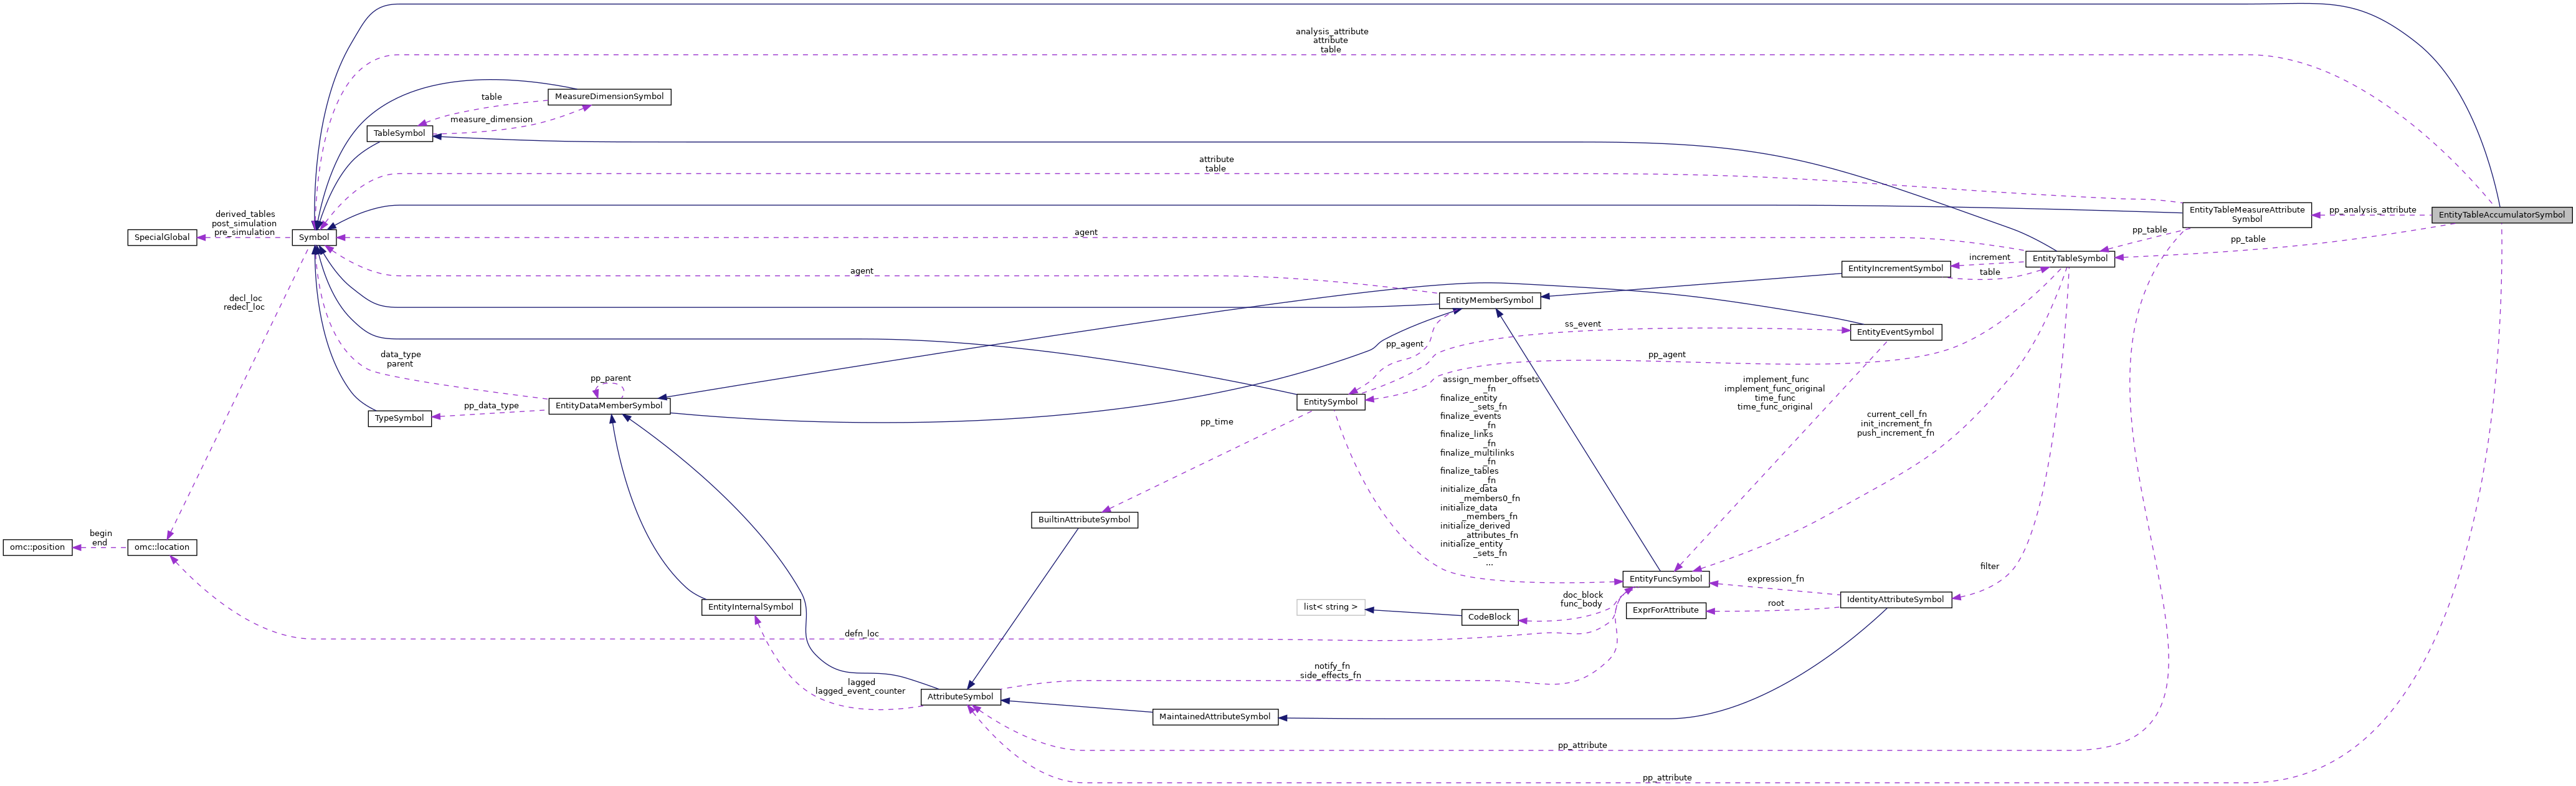 analysis_attribute
attribute
table
MeasureDimensionSymbol
table
measure_dimension
TableSymbol
attribute
table
EntityTableMeasureAttribute
Symbol
pp_analysis_attribute
EntityTableAccumulatorSymbol
derived_tables
post_simulation
pre_simulation
SpecialGlobal
Symbol
agent
pp_table
pp_table
EntityTableSymbol
increment
EntityIncrementSymbol
table
agent
decl_loc
redecl_loc
EntityMemberSymbol
ss_event
EntityEventSymbol
pp_agent
pp_agent
data_type
parent
pp_parent
pp_data_type
EntityDataMemberSymbol
TypeSymbol
EntitySymbol
assign_member_offsets
_fn
finalize_entity
_sets_fn
finalize_events
_fn
finalize_links
_fn
finalize_multilinks
_fn
finalize_tables
_fn
initialize_data
_members0_fn
initialize_data
_members_fn
initialize_derived
_attributes_fn
initialize_entity
_sets_fn
...
implement_func
implement_func_original
time_func
time_func_original
current_cell_fn
init_increment_fn
push_increment_fn
pp_time
BuiltinAttributeSymbol
begin
end
omc::position
omc::location
filter
EntityFuncSymbol
expression_fn
IdentityAttributeSymbol
root
ExprForAttribute
doc_block
func_body
list< string >
CodeBlock
EntityInternalSymbol
defn_loc
notify_fn
side_effects_fn
lagged
lagged_event_counter
AttributeSymbol
MaintainedAttributeSymbol
pp_attribute
pp_attribute